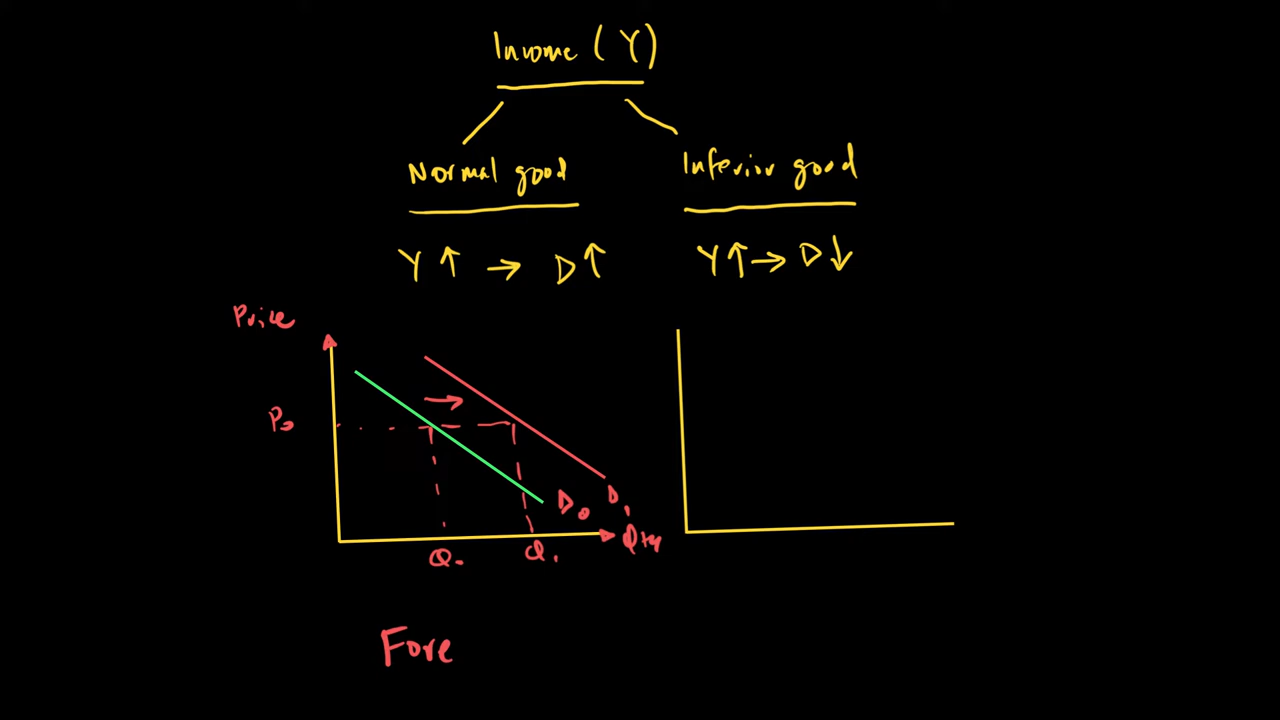 Income (Y)
Normal good
Inferior good
Y↑ → D↑
Y↑ → D↓
Price
P₀
D₀
D₁
Qty
Q₀
Q₁
Fore